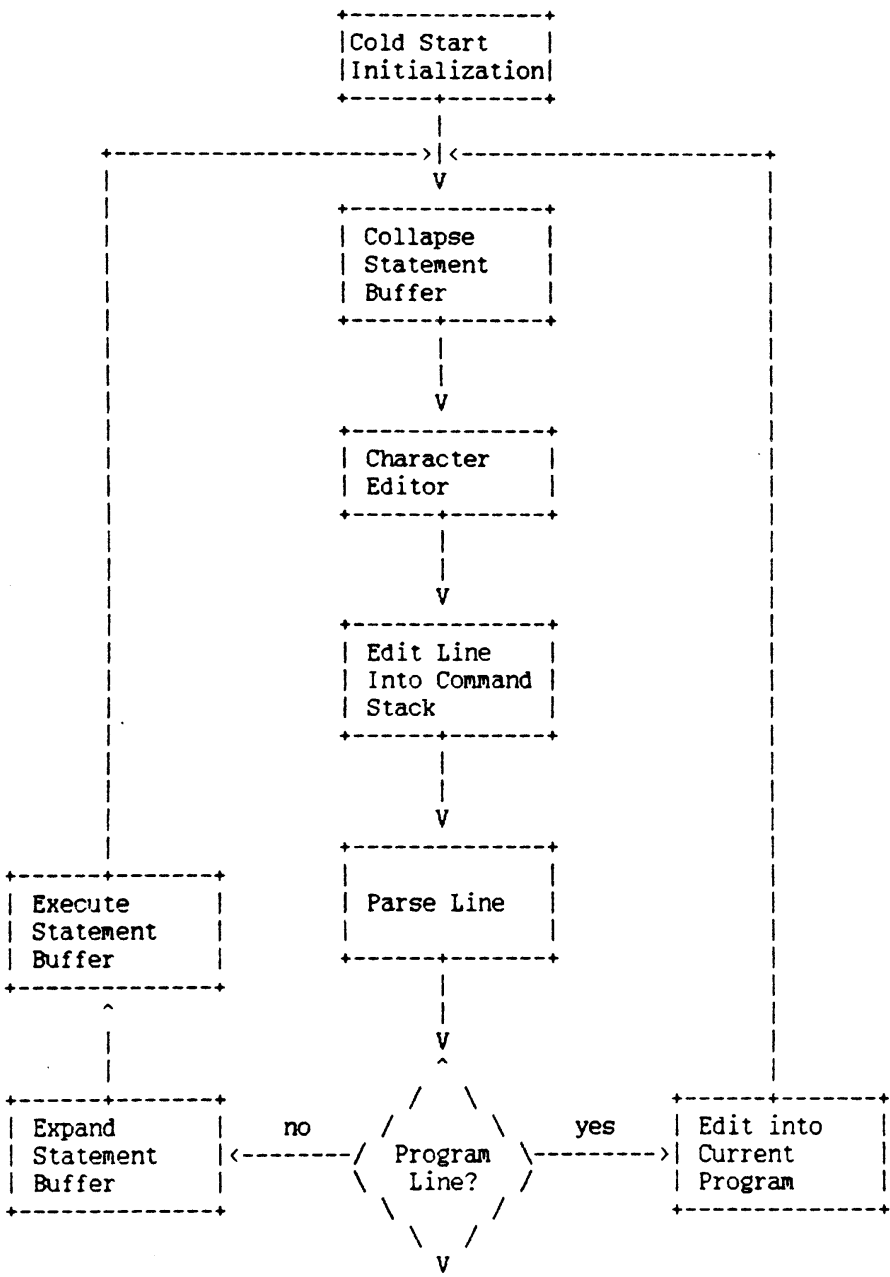 Cold Start
Initialization
Collapse
Statement
Buffer
Character
Editor
Edit Line
Into Command
Stack
Parse Line
Execute
Statement
Buffer
Expand
Statement
Buffer
no
Program
Line?
yes
Edit into
Current
Program